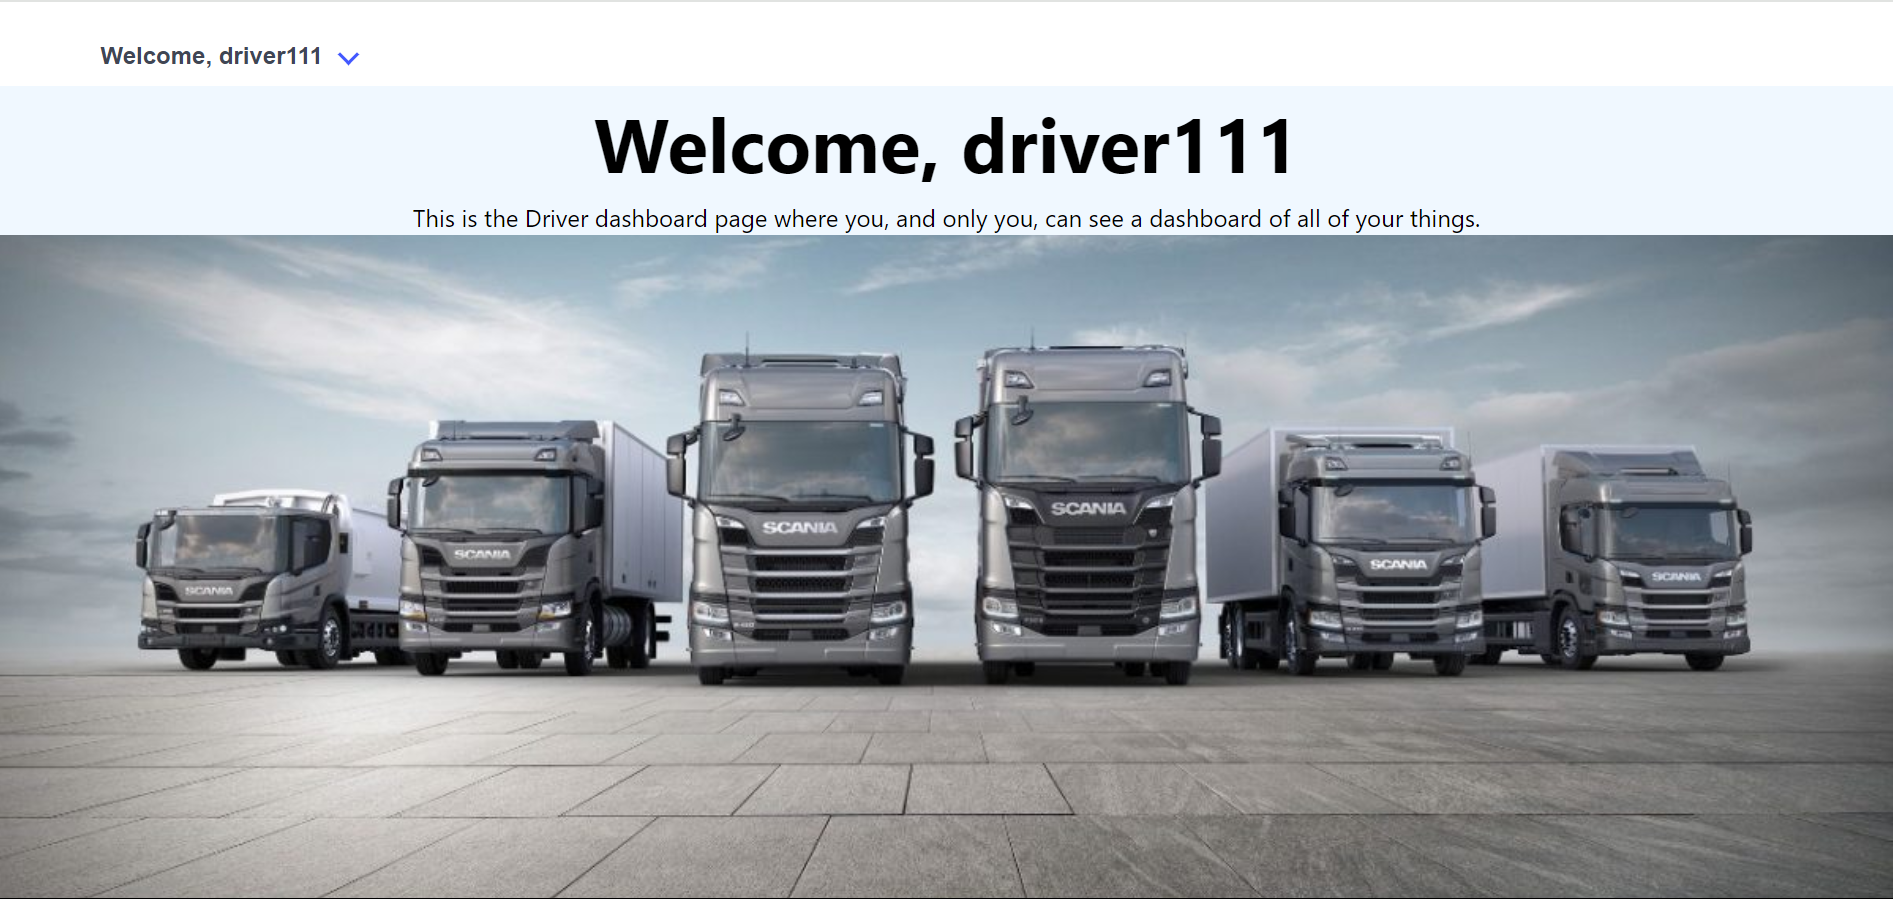 Welcome, driver111
Welcome, driver111
This is the Driver dashboard page where you, and only you, can see a dashboard of all of your things.
SCANIA
SCANIA
SCANIA
SCANIA
SCANIA
SCANIA